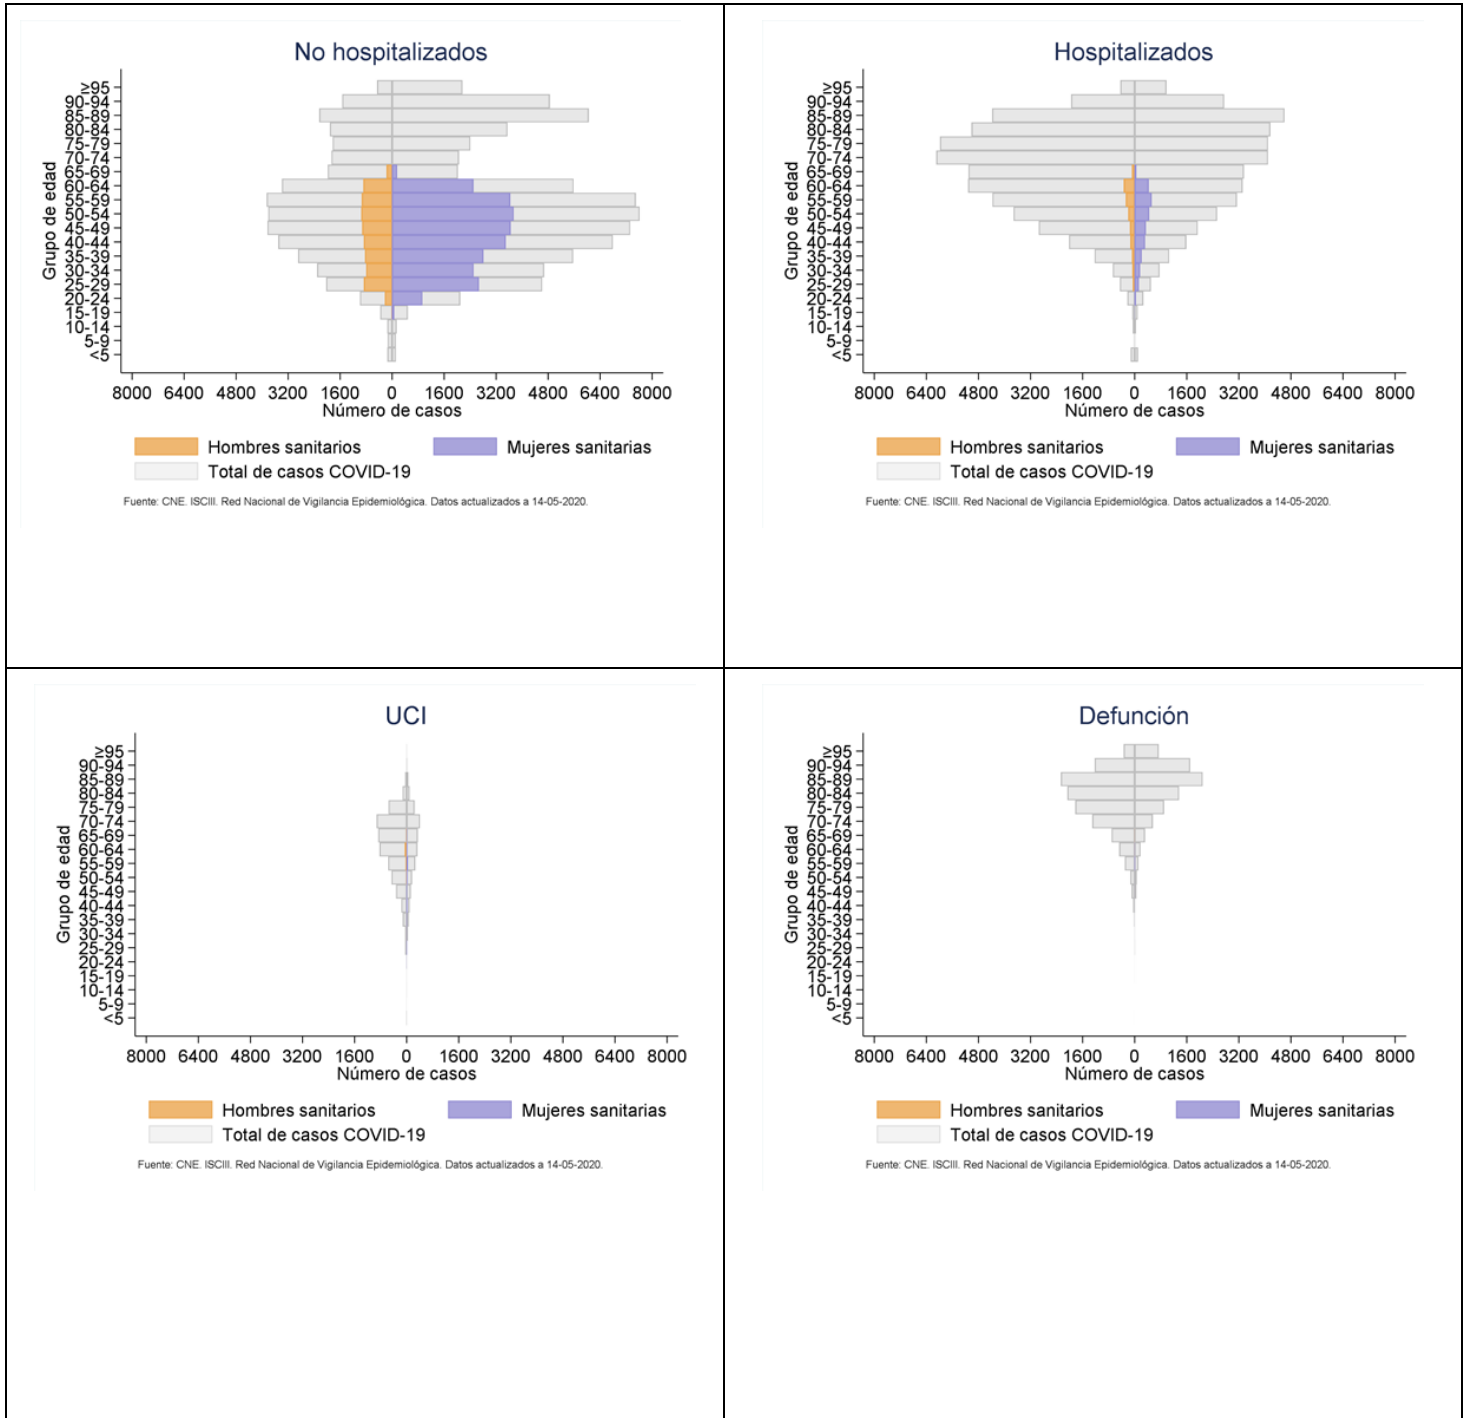 No hospitalizados
Grupo de edad
≥95
90-94
85-89
80-84
75-79
70-74
65-69
60-64
55-59
50-54
45-49
40-44
35-39
30-34
25-29
20-24
15-19
10-14
5-9
<5
8000 6400 4800 3200 1600 0 1600 3200 4800 6400 8000
Número de casos
Hombres sanitarios Mujeres sanitarias
Total de casos COVID-19
Fuente: CNE. ISCIII. Red Nacional de Vigilancia Epidemiológica. Datos actualizados a 14-05-2020.
Hospitalizados
Grupo de edad
≥95
90-94
85-89
80-84
75-79
70-74
65-69
60-64
55-59
50-54
45-49
40-44
35-39
30-34
25-29
20-24
15-19
10-14
5-9
<5
8000 6400 4800 3200 1600 0 1600 3200 4800 6400 8000
Número de casos
Hombres sanitarios Mujeres sanitarias
Total de casos COVID-19
Fuente: CNE. ISCIII. Red Nacional de Vigilancia Epidemiológica. Datos actualizados a 14-05-2020.
UCI
Grupo de edad
≥95
90-94
85-89
80-84
75-79
70-74
65-69
60-64
55-59
50-54
45-49
40-44
35-39
30-34
25-29
20-24
15-19
10-14
5-9
<5
8000 6400 4800 3200 1600 0 1600 3200 4800 6400 8000
Número de casos
Hombres sanitarios Mujeres sanitarias
Total de casos COVID-19
Fuente: CNE. ISCIII. Red Nacional de Vigilancia Epidemiológica. Datos actualizados a 14-05-2020.
Defunción
Grupo de edad
≥95
90-94
85-89
80-84
75-79
70-74
65-69
60-64
55-59
50-54
45-49
40-44
35-39
30-34
25-29
20-24
15-19
10-14
5-9
<5
8000 6400 4800 3200 1600 0 1600 3200 4800 6400 8000
Número de casos
Hombres sanitarios Mujeres sanitarias
Total de casos COVID-19
Fuente: CNE. ISCIII. Red Nacional de Vigilancia Epidemiológica. Datos actualizados a 14-05-2020.